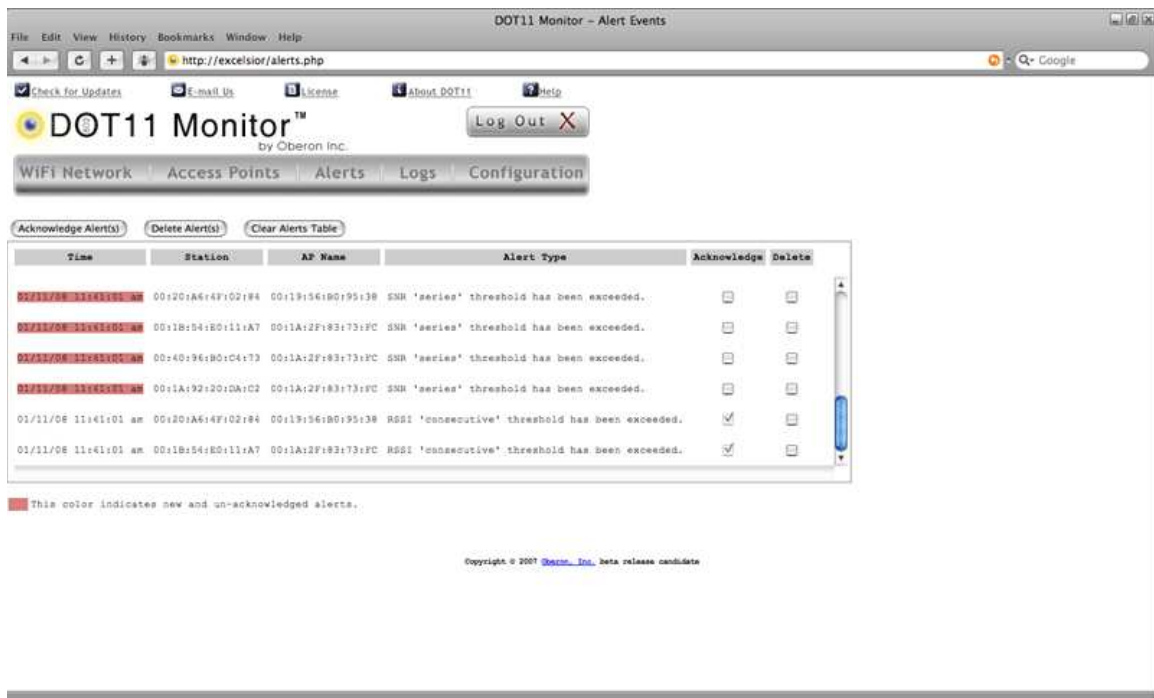 DOT11 Monitor – Alert Events
File Edit View History Bookmarks Window Help
http://excelsior/alerts.php
Google
Check for Updates E-mail Us License About DOT11 Help
DOT11 Monitor™
by Oberon Inc.
Log Out X
WiFi Network Access Points Alerts Logs Configuration
Acknowledge Alert(s) Delete Alert(s) Clear Alerts Table
Time Station AP Name Alert Type Acknowledge Delete
01/11/08 11:41:01 am 00:20:A6:4F:02:84 00:19:56:B0:95:38 SNR 'series' threshold has been exceeded.
01/11/08 11:41:01 am 00:1B:54:E0:11:A7 00:1A:2F:83:73:FC SNR 'series' threshold has been exceeded.
01/11/08 11:41:01 am 00:40:96:B0:C4:73 00:1A:2F:83:73:FC SNR 'series' threshold has been exceeded.
01/11/08 11:41:01 am 00:1A:92:20:DA:C2 00:1A:2F:83:73:FC SNR 'series' threshold has been exceeded.
01/11/08 11:41:01 am 00:20:A6:4F:02:84 00:19:56:B0:95:38 RSSI 'consecutive' threshold has been exceeded.
01/11/08 11:41:01 am 00:1B:54:E0:11:A7 00:1A:2F:83:73:FC RSSI 'consecutive' threshold has been exceeded.
This color indicates new and un-acknowledged alerts.
Copyright © 2007 Oberon, Inc. beta release candidate